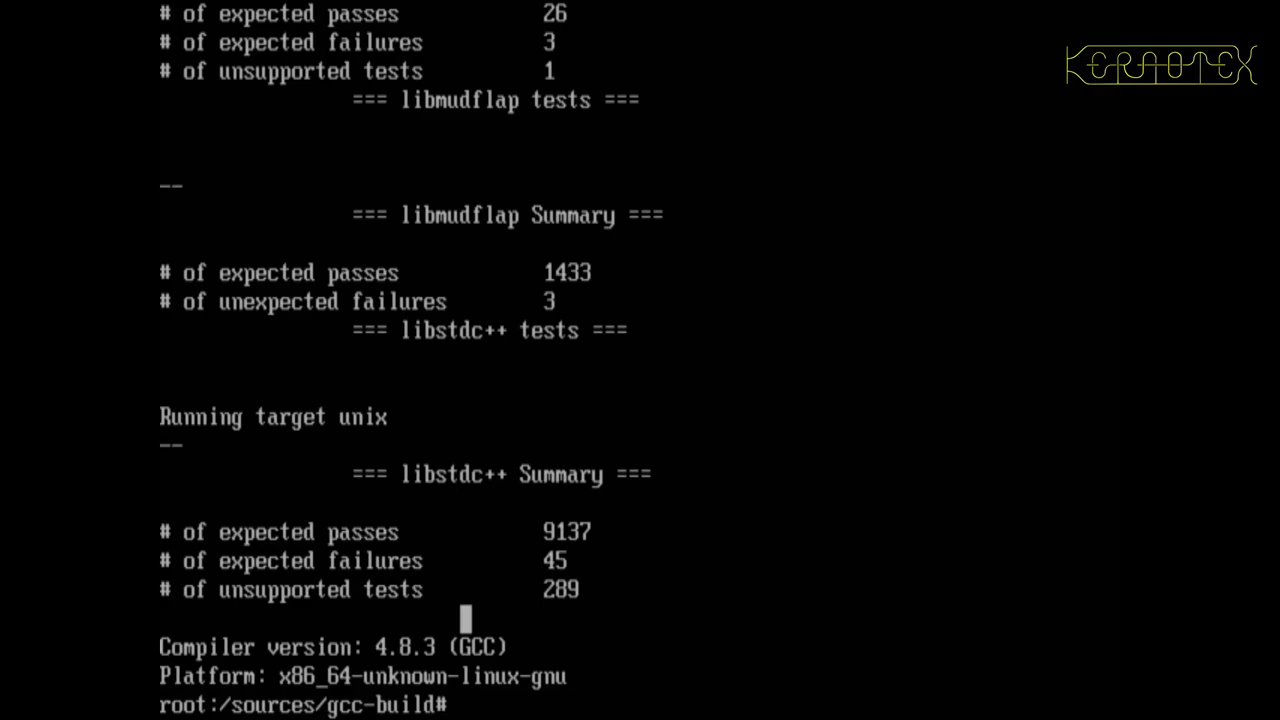 # of expected passes 26
KERNOTEX
# of expected failures 3
# of unsupported tests 1
=== libmudflap tests ===
--
=== libmudflap Summary ===
# of expected passes 1433
# of unexpected failures 3
=== libstdc++ tests ===
Running target unix
--
=== libstdc++ Summary ===
# of expected passes 9137
# of expected failures 45
# of unsupported tests 289
Compiler version: 4.8.3 (GCC)
Platform: x86_64-unknown-linux-gnu
root:/sources/gcc-build#